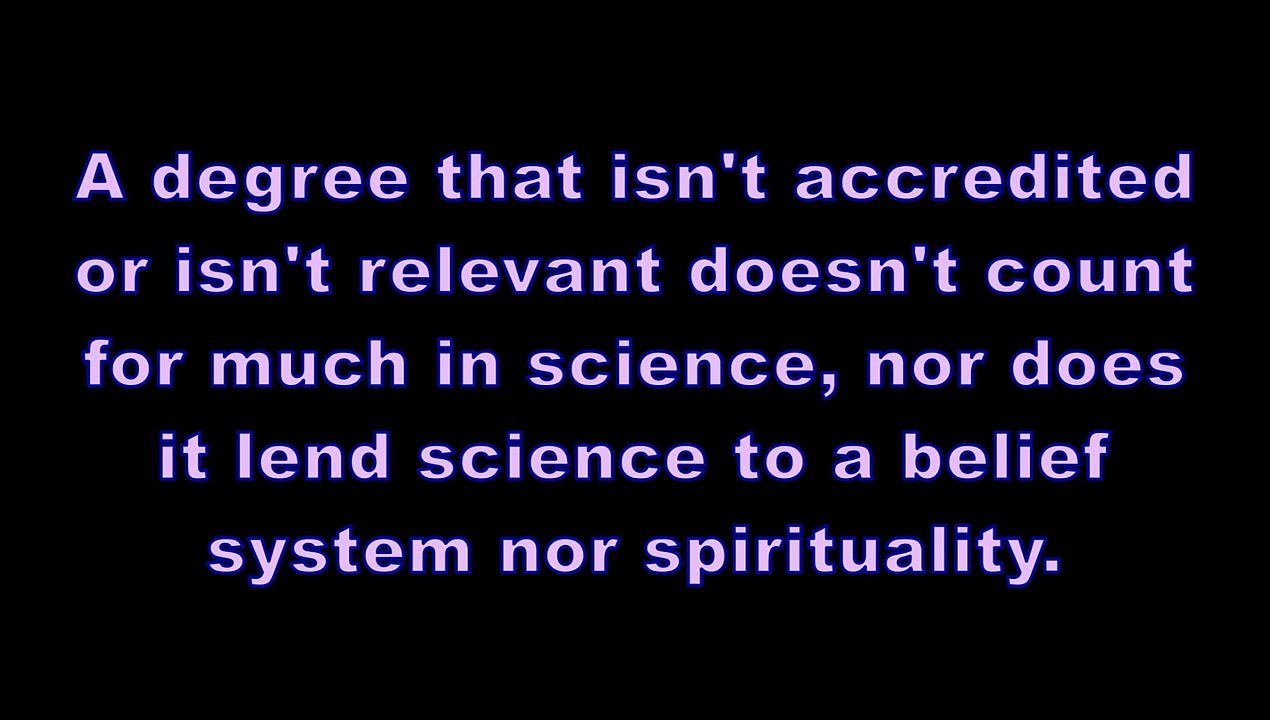 A degree that isn't accredited
or isn't relevant doesn't count
for much in science, nor does
it lend science to a belief
system nor spirituality.